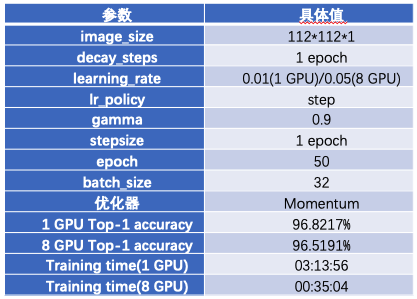 参数 具体值
image_size 112*112*1
decay_steps 1 epoch
learning_rate 0.01(1 GPU)/0.05(8 GPU)
lr_policy step
gamma 0.9
stepsize 1 epoch
epoch 50
batch_size 32
优化器 Momentum
1 GPU Top-1 accuracy 96.8217%
8 GPU Top-1 accuracy 96.5191%
Training time(1 GPU) 03:13:56
Training time(8 GPU) 00:35:04